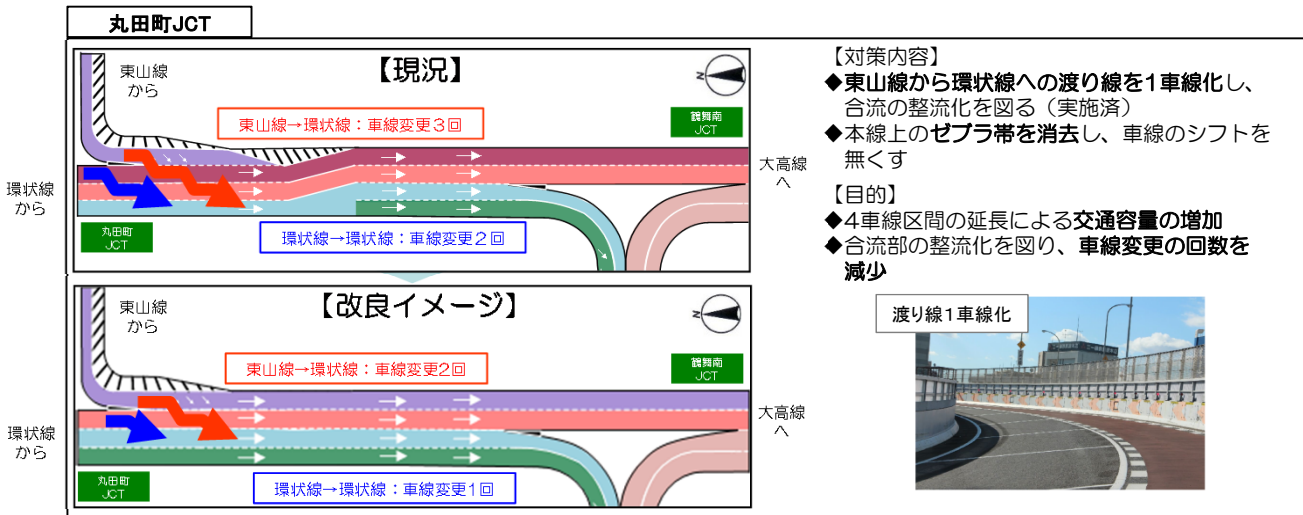 丸田町JCT
【現況】
東山線
から
N
東山線→環状線：車線変更3回
鶴舞南
JCT
環状線
から
大高線
へ
丸田町
JCT
環状線→環状線：車線変更2回
【改良イメージ】
東山線
から
N
東山線→環状線：車線変更2回
鶴舞南
JCT
環状線
から
大高線
へ
丸田町
JCT
環状線→環状線：車線変更1回
【対策内容】
◆東山線から環状線への渡り線を1車線化し、
合流の整流化を図る（実施済）
◆本線上のゼブラ帯を消去し、車線のシフトを
無くす
【目的】
◆4車線区間の延長による交通容量の増加
◆合流部の整流化を図り、車線変更の回数を
減少
渡り線1車線化